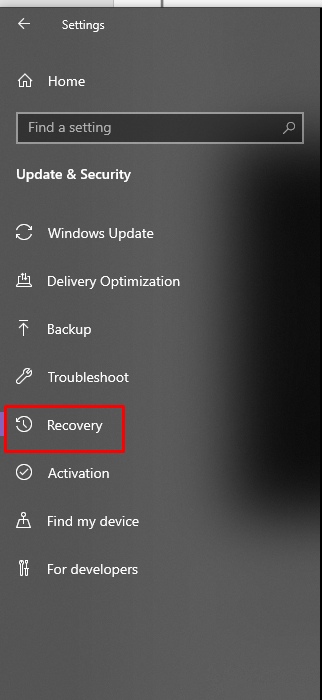 Settings
Home
Find a setting
Update & Security
Windows Update
Delivery Optimization
Backup
Troubleshoot
Recovery
Activation
Find my device
For developers